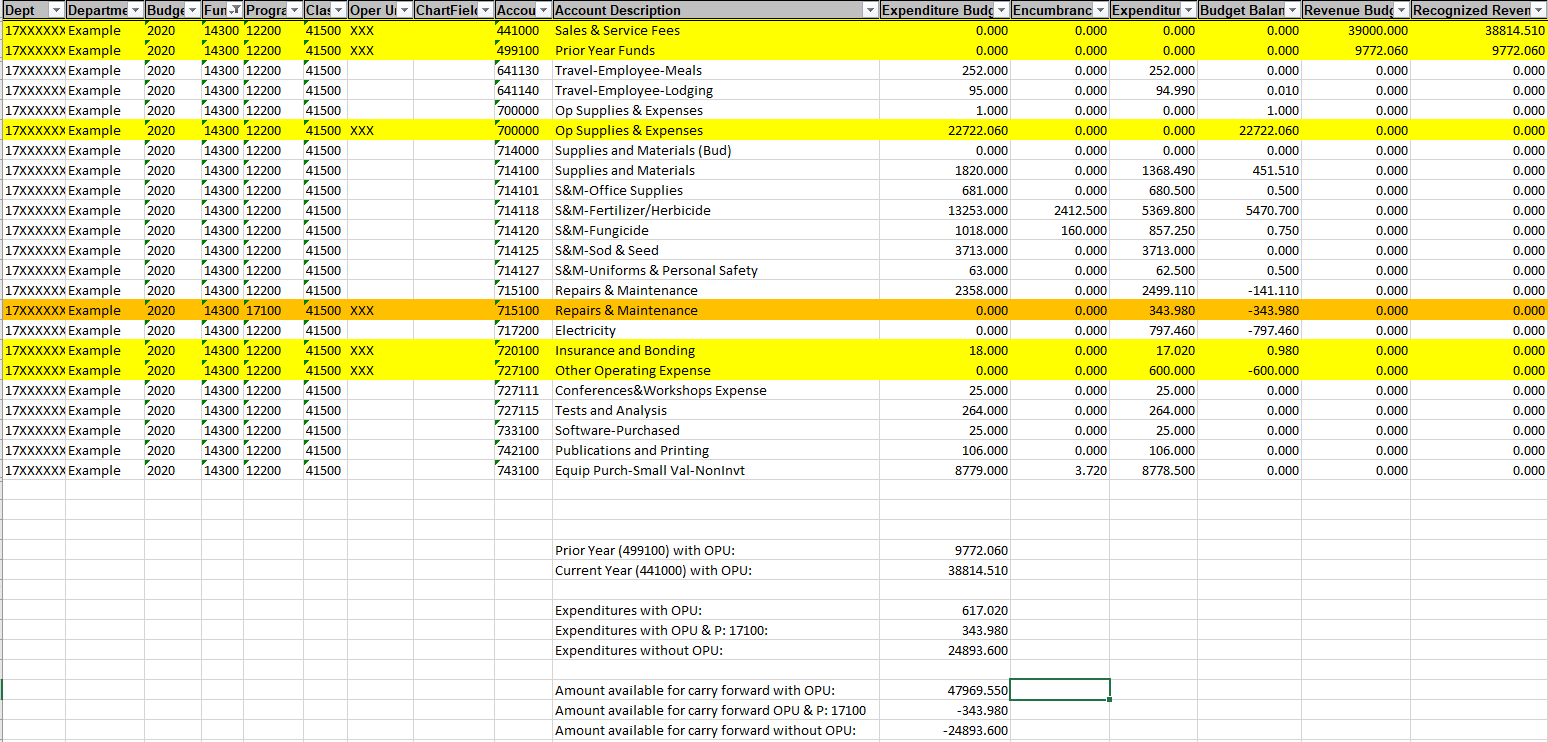 Dept Departme Budge Fun Progra Clas Oper U ChartField Accou Account Description Expenditure Budg Encumbranc Expenditur Budget Balan Revenue Budg Recognized Reven
17XXXXXX Example 2020 14300 12200 41500 XXX 441000 Sales & Service Fees 0.000 0.000 0.000 0.000 39000.000 38814.510
17XXXXXX Example 2020 14300 12200 41500 XXX 499100 Prior Year Funds 0.000 0.000 0.000 0.000 9772.060 9772.060
17XXXXXX Example 2020 14300 12200 41500 641130 Travel-Employee-Meals 252.000 0.000 252.000 0.000 0.000 0.000
17XXXXXX Example 2020 14300 12200 41500 641140 Travel-Employee-Lodging 95.000 0.000 94.990 0.010 0.000 0.000
17XXXXXX Example 2020 14300 12200 41500 700000 Op Supplies & Expenses 1.000 0.000 0.000 1.000 0.000 0.000
17XXXXXX Example 2020 14300 12200 41500 XXX 700000 Op Supplies & Expenses 22722.060 0.000 0.000 22722.060 0.000 0.000
17XXXXXX Example 2020 14300 12200 41500 714000 Supplies and Materials (Bud) 0.000 0.000 0.000 0.000 0.000 0.000
17XXXXXX Example 2020 14300 12200 41500 714100 Supplies and Materials 1820.000 0.000 1368.490 451.510 0.000 0.000
17XXXXXX Example 2020 14300 12200 41500 714101 S&M-Office Supplies 681.000 0.000 680.500 0.500 0.000 0.000
17XXXXXX Example 2020 14300 12200 41500 714118 S&M-Fertilizer/Herbicide 13253.000 2412.500 5369.800 5470.700 0.000 0.000
17XXXXXX Example 2020 14300 12200 41500 714120 S&M-Fungicide 1018.000 160.000 857.250 0.750 0.000 0.000
17XXXXXX Example 2020 14300 12200 41500 714125 S&M-Sod & Seed 3713.000 0.000 3713.000 0.000 0.000 0.000
17XXXXXX Example 2020 14300 12200 41500 714127 S&M-Uniforms & Personal Safety 63.000 0.000 62.500 0.500 0.000 0.000
17XXXXXX Example 2020 14300 12200 41500 715100 Repairs & Maintenance 2358.000 0.000 2499.110 -141.110 0.000 0.000
17XXXXXX Example 2020 14300 17100 41500 XXX 715100 Repairs & Maintenance 0.000 0.000 343.980 -343.980 0.000 0.000
17XXXXXX Example 2020 14300 12200 41500 717200 Electricity 0.000 0.000 797.460 -797.460 0.000 0.000
17XXXXXX Example 2020 14300 12200 41500 XXX 720100 Insurance and Bonding 18.000 0.000 17.020 0.980 0.000 0.000
17XXXXXX Example 2020 14300 12200 41500 XXX 727100 Other Operating Expense 0.000 0.000 600.000 -600.000 0.000 0.000
17XXXXXX Example 2020 14300 12200 41500 727111 Conferences&Workshops Expense 25.000 0.000 25.000 0.000 0.000 0.000
17XXXXXX Example 2020 14300 12200 41500 727115 Tests and Analysis 264.000 0.000 264.000 0.000 0.000 0.000
17XXXXXX Example 2020 14300 12200 41500 733100 Software-Purchased 25.000 0.000 25.000 0.000 0.000 0.000
17XXXXXX Example 2020 14300 12200 41500 742100 Publications and Printing 106.000 0.000 106.000 0.000 0.000 0.000
17XXXXXX Example 2020 14300 12200 41500 743100 Equip Purch-Small Val-NonInvt 8779.000 3.720 8778.500 0.000 0.000 0.000
Prior Year (499100) with OPU: 9772.060
Current Year (441000) with OPU: 38814.510
Expenditures with OPU: 617.020
Expenditures with OPU & P: 17100: 343.980
Expenditures without OPU: 24893.600
Amount available for carry forward with OPU: 47969.550
Amount available for carry forward OPU & P: 17100 -343.980
Amount available for carry forward without OPU: -24893.600